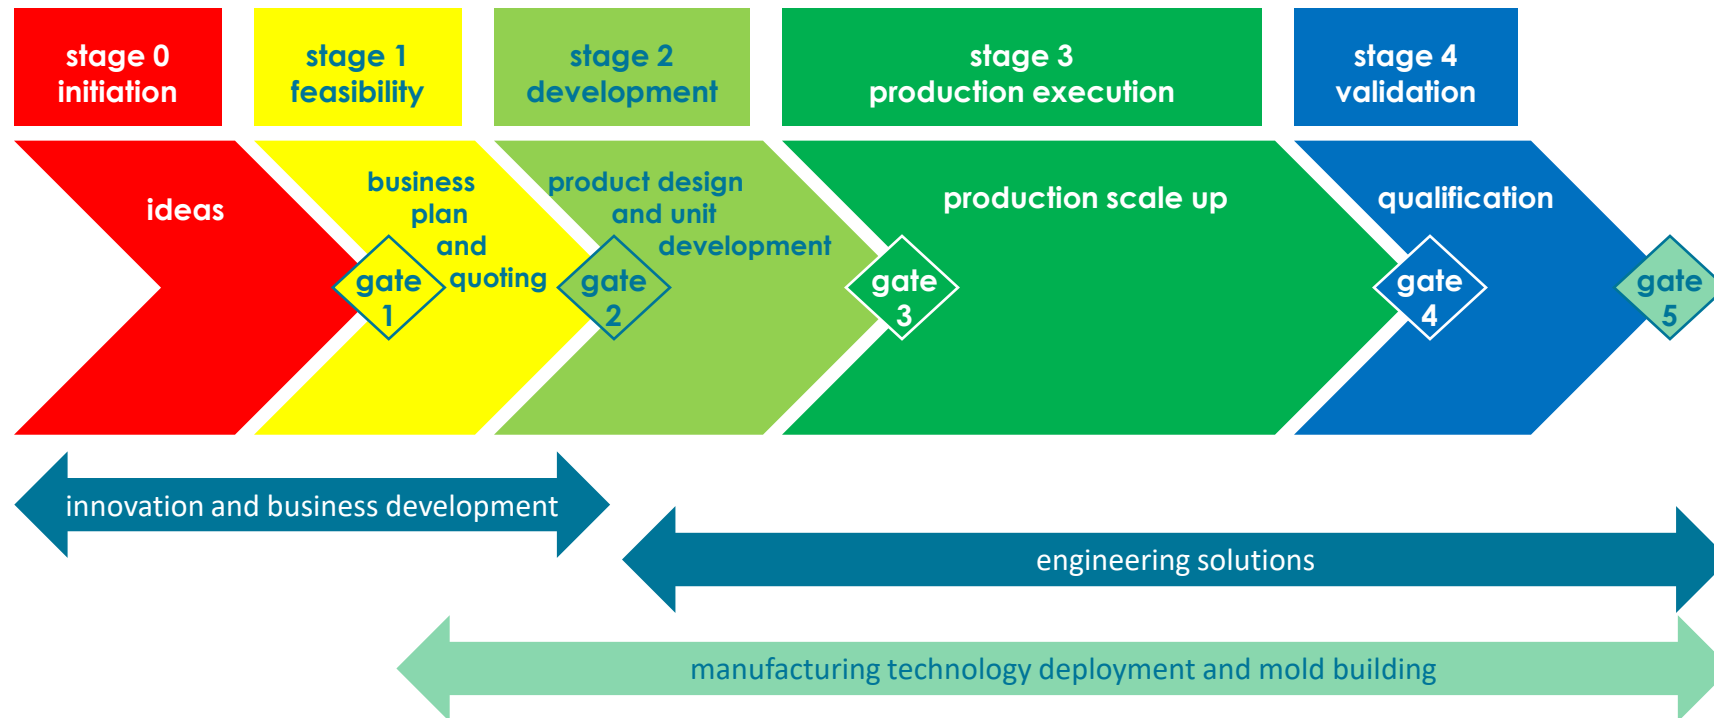 stage 0
initiation
stage 1
feasibility
stage 2
development
stage 3
production execution
stage 4
validation
ideas
business
plan
and
quoting
product design
and unit
development
production scale up
qualification
gate
1
gate
2
gate
3
gate
4
gate
5
innovation and business development
engineering solutions
manufacturing technology deployment and mold building